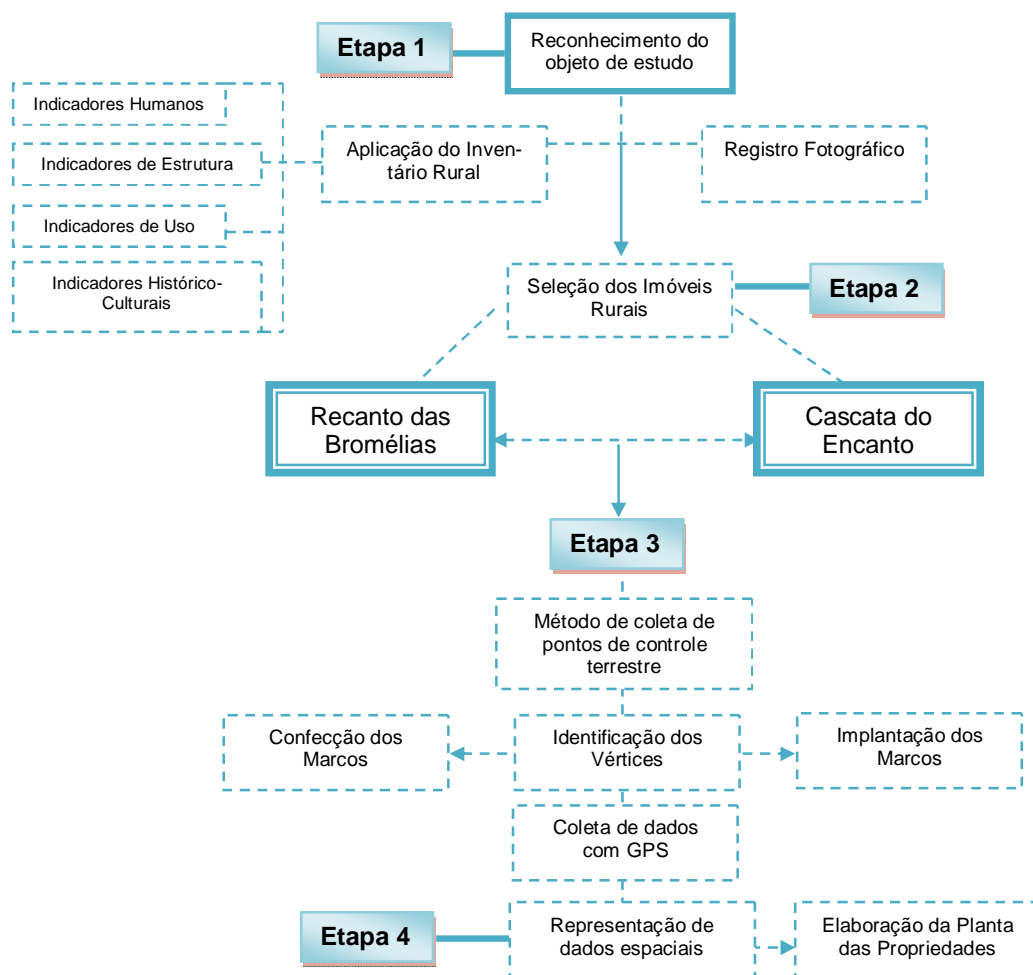 Etapa 1
Reconhecimento do
objeto de estudo
Indicadores Humanos
Indicadores de Estrutura
Indicadores de Uso
Indicadores Histórico-
Culturais
Aplicação do Inven-
tário Rural
Registro Fotográfico
Seleção dos Imóveis
Rurais
Etapa 2
Recanto das
Bromélias
Cascata do
Encanto
Etapa 3
Método de coleta de
pontos de controle
terrestre
Confecção dos
Marcos
Identificação dos
Vértices
Implantação dos
Marcos
Coleta de dados
com GPS
Etapa 4
Representação de
dados espaciais
Elaboração da Planta
das Propriedades